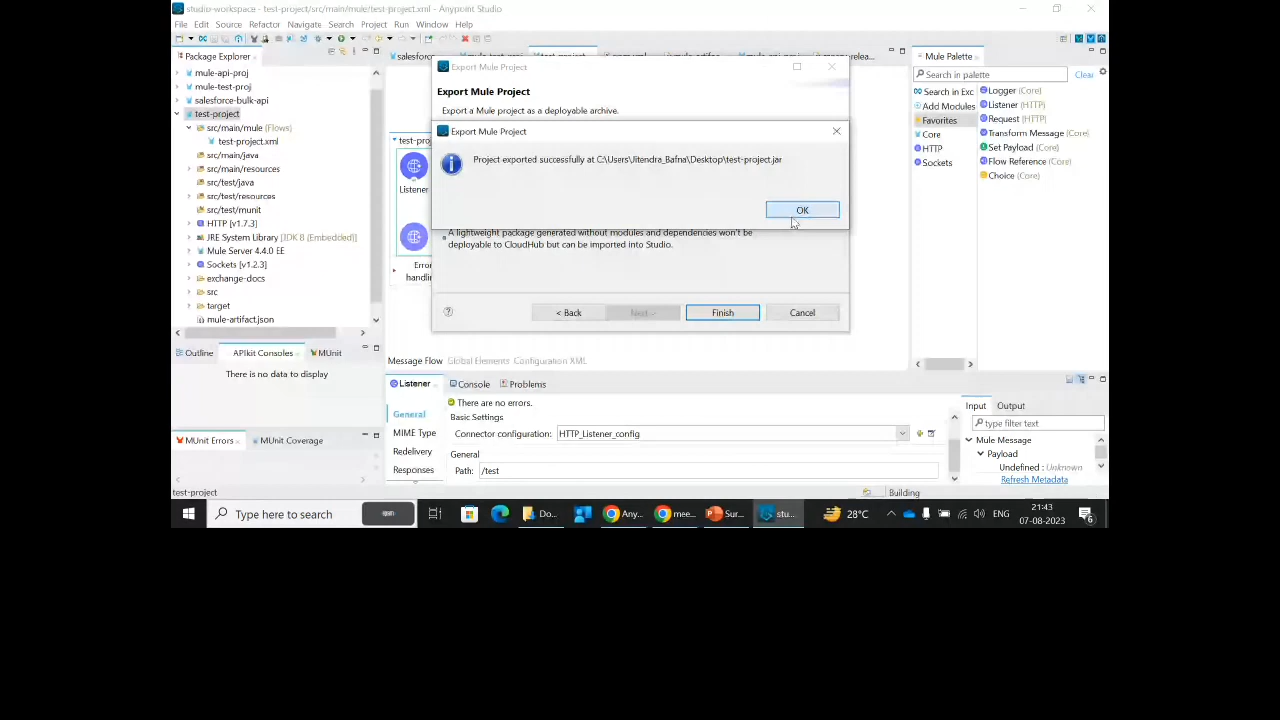 studio-workspace - test-project/src/main/mule/test-project.xml - Anypoint Studio
File Edit Source Refactor Navigate Search Project Run Window Help
Package Explorer
mule-api-proj
mule-test-proj
salesforce-bulk-api
test-project
src/main/mule (Flows)
test-project.xml
src/main/java
src/main/resources
src/test/java
src/test/resources
src/test/munit
HTTP [v1.7.3]
JRE System Library [JDK 8 (Embedded)]
Mule Server 4.4.0 EE
Sockets [v1.2.3]
exchange-docs
src
target
mule-artifact.json
Outline
APIkit Consoles
MUnit
There is no data to display
MUnit Errors
MUnit Coverage
test-project
salesforce
Listener
Error
handlin
Export Mule Project
Export Mule Project
Export a Mule project as a deployable archive.
Export Mule Project
Project exported successfully at C:\Users\Jitendra_Bafna\Desktop\test-project.jar
OK
A lightweight package generated without modules and dependencies won't be
deployable to CloudHub but can be imported into Studio.
< Back
Next >
Finish
Cancel
Message Flow Global Elements Configuration XML
Listener
Console
Problems
There are no errors.
General
MIME Type
Redelivery
Responses
Basic Settings
Connector configuration: HTTP_Listener_config
General
Path: /test
Mule Palette
Search in palette
Clear
Search in Exc
Add Modules
Favorites
Core
HTTP
Sockets
Logger (Core)
Listener (HTTP)
Request (HTTP)
Transform Message (Core)
Set Payload (Core)
Flow Reference (Core)
Choice (Core)
Input Output
type filter text
Mule Message
Payload
Undefined : Unknown
Refresh Metadata
Building
Type here to search
Do...
Any...
mee...
Sur...
stu...
28°C
ENG
21:43
07-08-2023
6